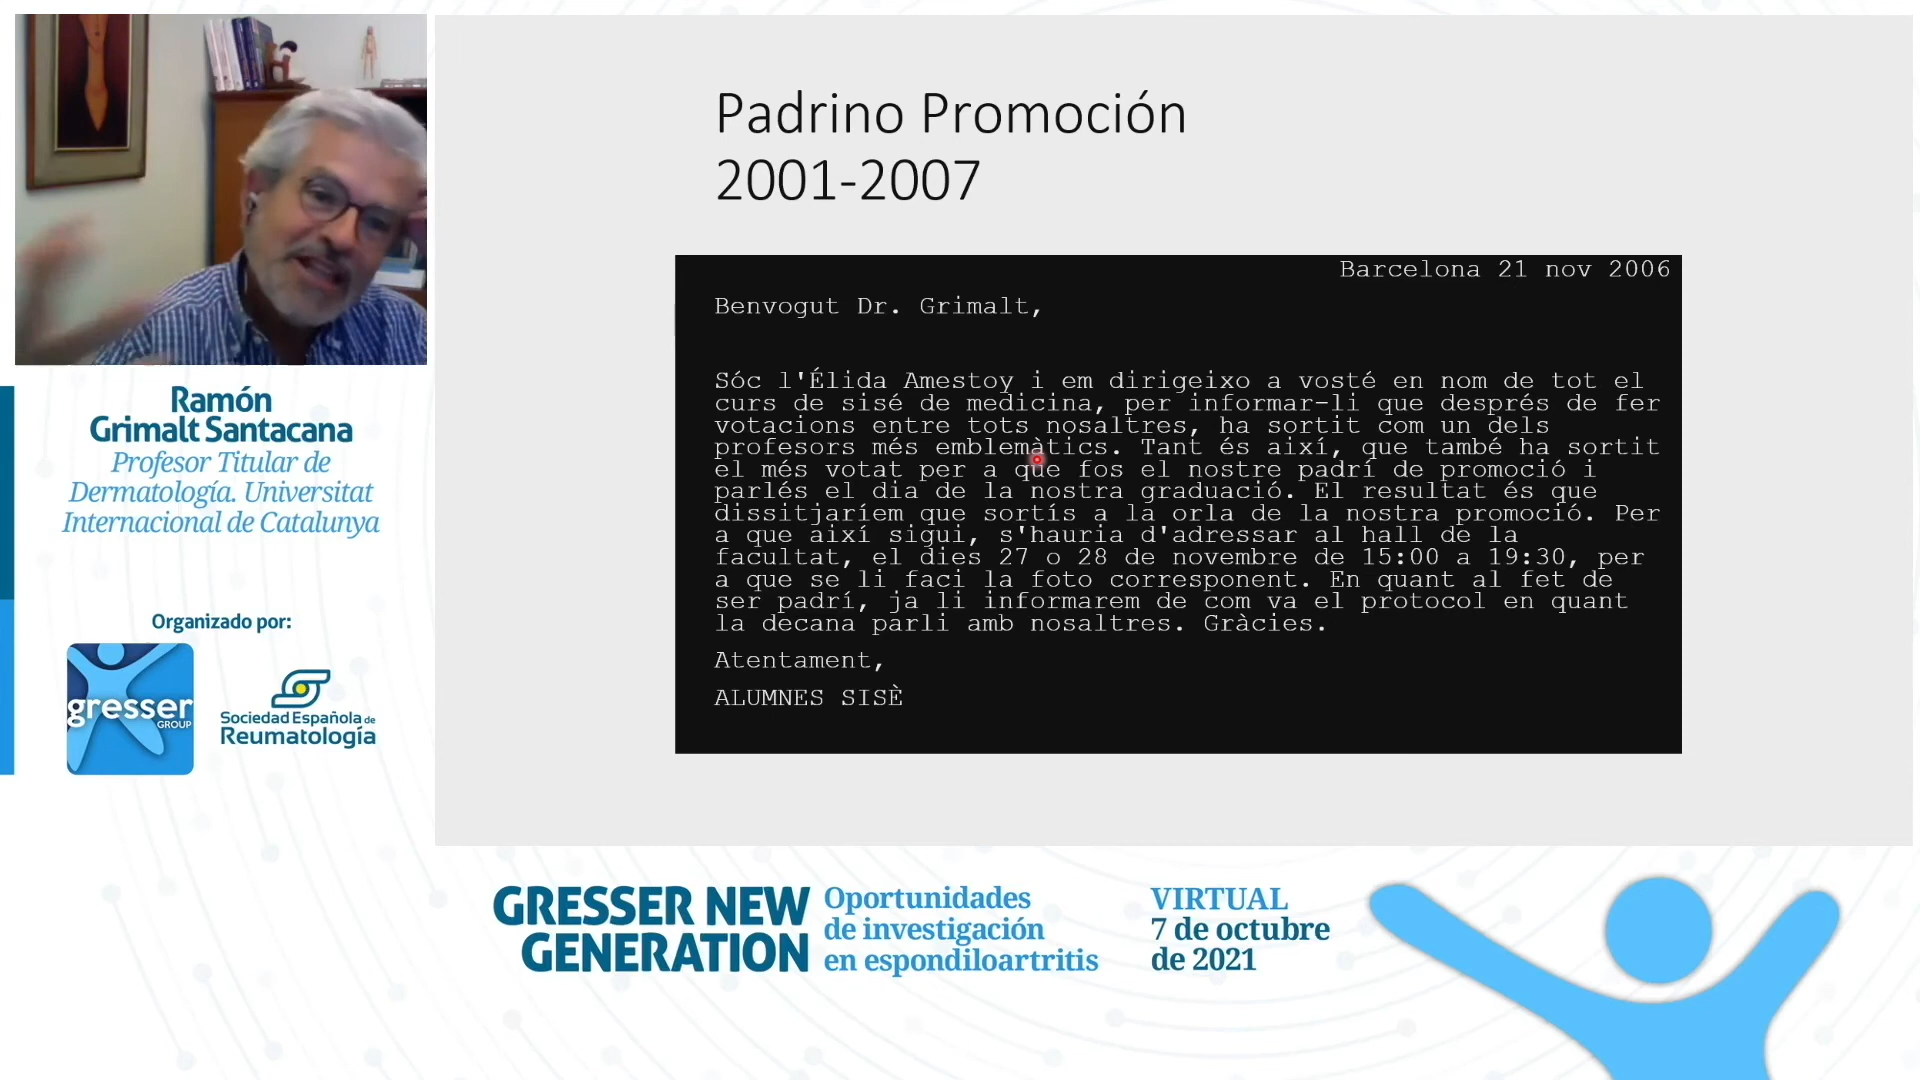 Padrino Promoción
2001-2007
Barcelona 21 nov 2006
Benvogut Dr. Grimalt,
Sóc l'Élida Amestoy i em dirigeixo a vosté en nom de tot el
curs de sisé de medicina, per informar-li que després de fer
votacions entre tots nosaltres, ha sortit com un dels
profesors més emblemàtics. Tant és així, que també ha sortit
el més votat per a que fos el nostre padrí de promoció i
parlés el dia de la nostra graduació. El resultat és que
dissitjaríem que sortís a la orla de la nostra promoció. Per
a que així sigui, s'hauria d'adressar al hall de la
facultat, el dies 27 o 28 de novembre de 15:00 a 19:30, per
a que se li faci la foto corresponent. En quant al fet de
ser padrí, ja li informarem de com va el protocol en quant
la decana parli amb nosaltres. Gràcies.
Atentament,
ALUMNES SISÈ
Ramón
Grimalt Santacana
Profesor Titular de
Dermatología. Universitat
Internacional de Catalunya
Organizado por:
gresser
GROUP
Sociedad Española de
Reumatología
GRESSER NEW
GENERATION
Oportunidades
de investigación
en espondiloartritis
VIRTUAL
7 de octubre
de 2021